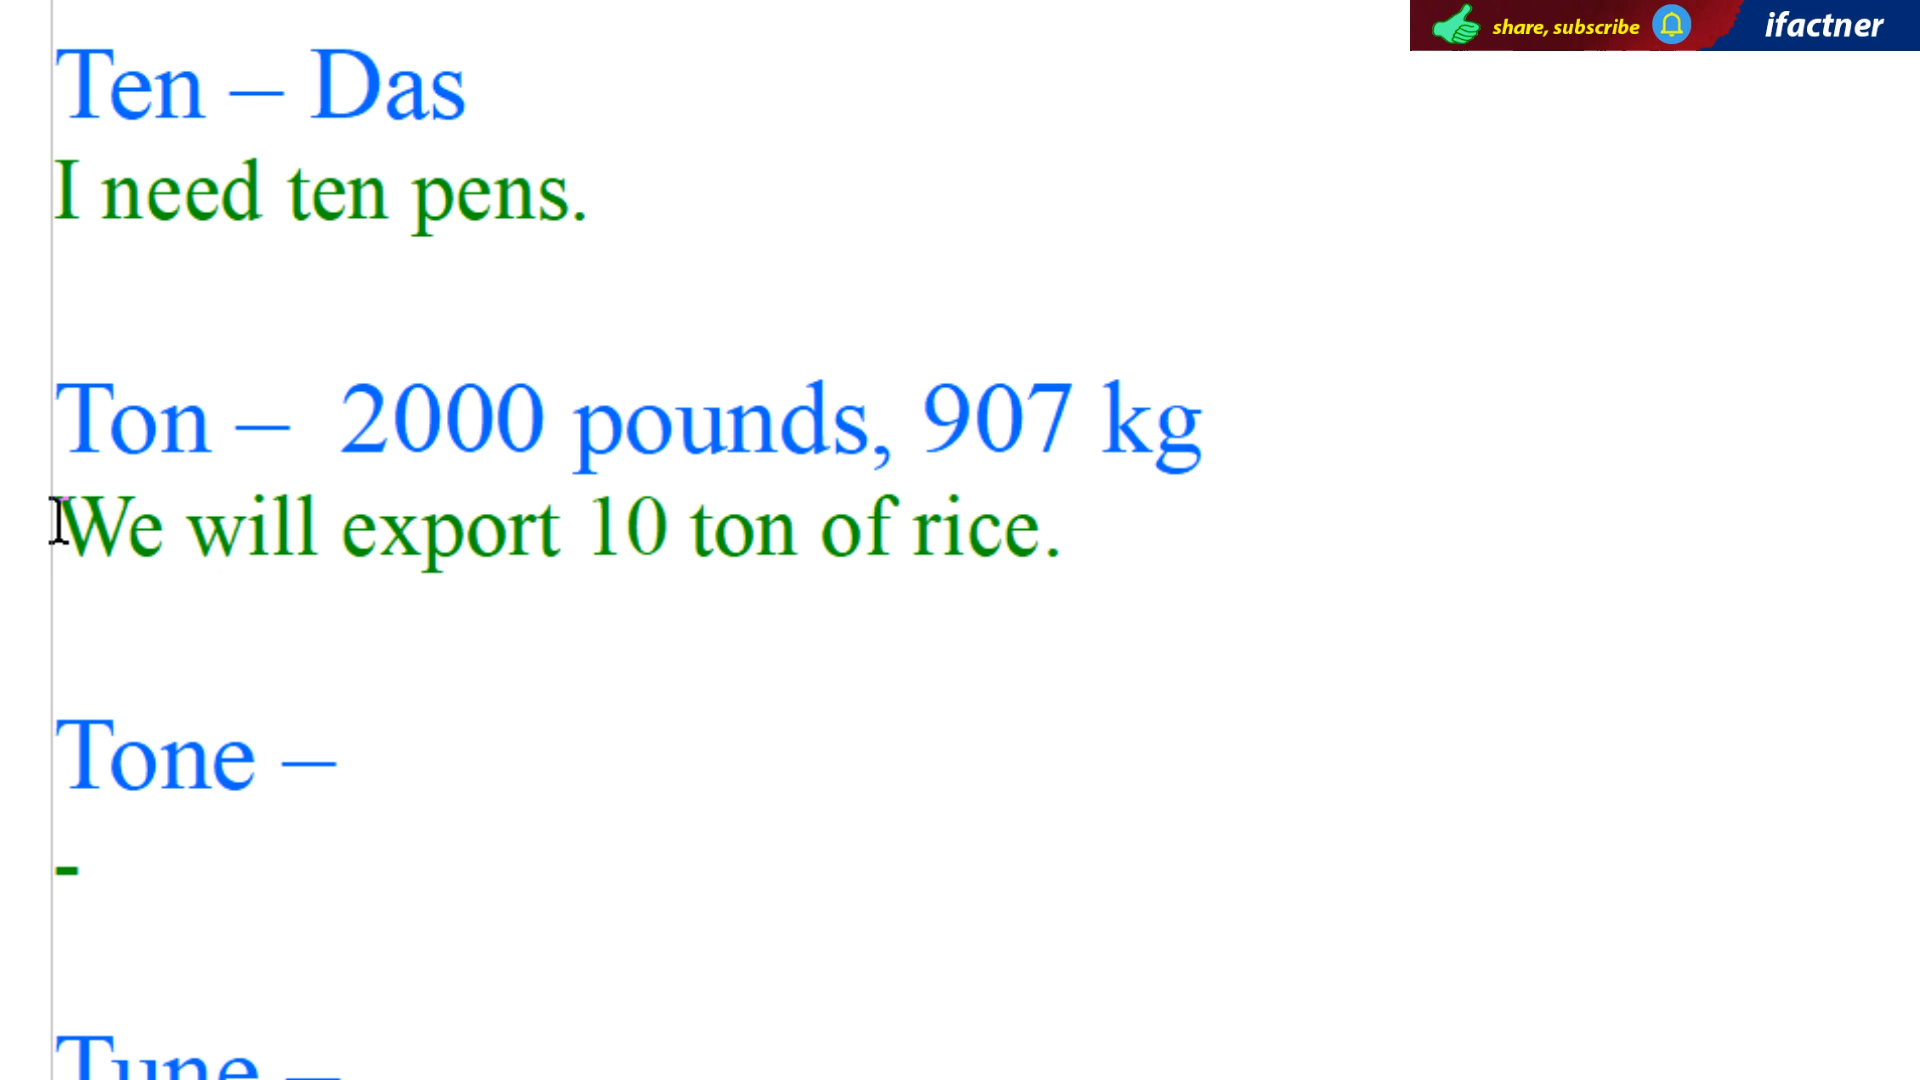 share, subscribe
ifactner
Ten – Das
I need ten pens.
Ton – 2000 pounds, 907 kg
We will export 10 ton of rice.
Tone –
-
Tune –